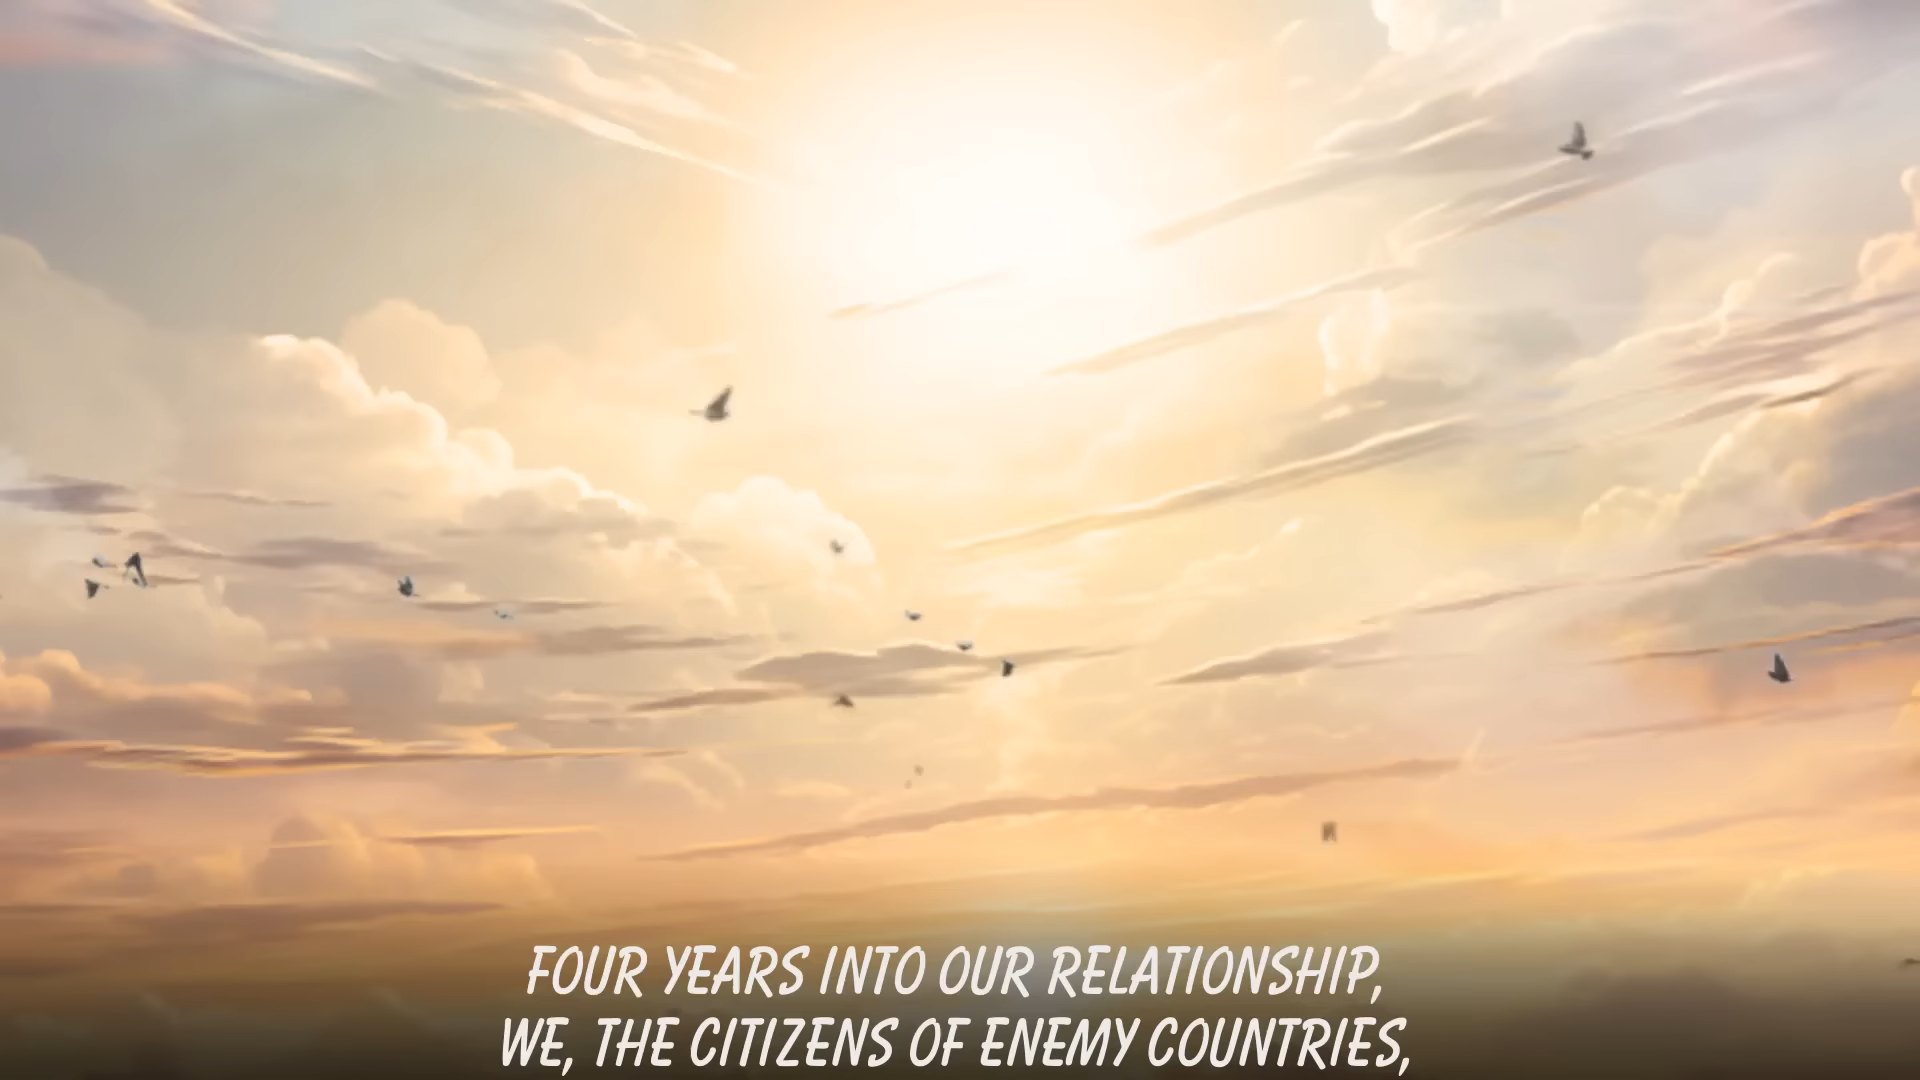 FOUR YEARS INTO OUR RELATIONSHIP,
WE, THE CITIZENS OF ENEMY COUNTRIES,